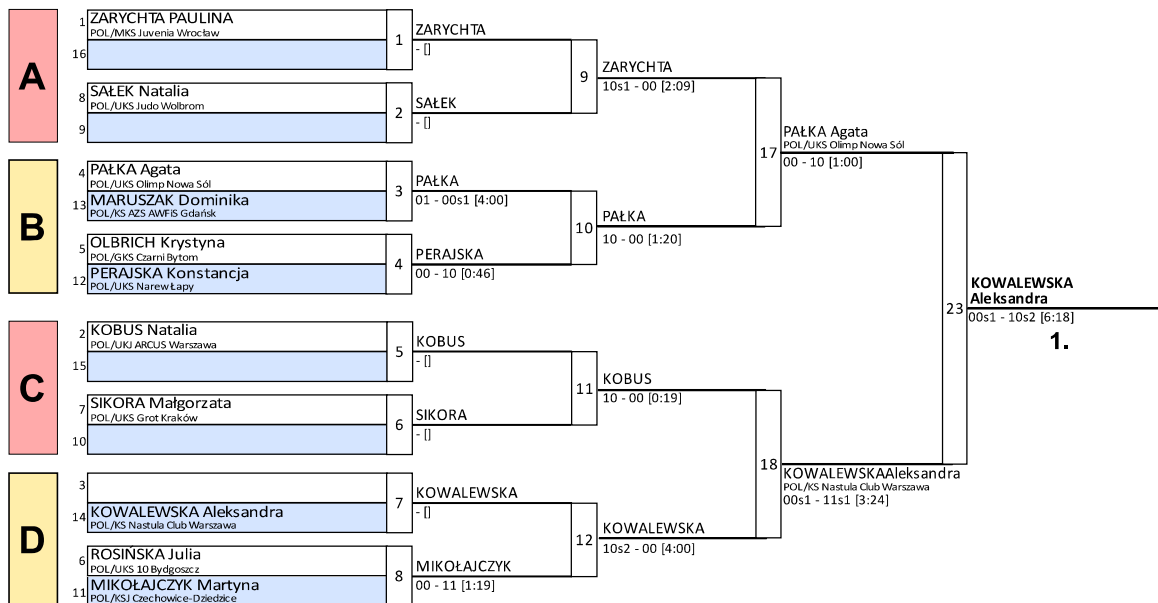 A
1
ZARYCHTA PAULINA
POL/MKS Juvenia Wrocław
16
1
ZARYCHTA
- []
8
SAŁEK Natalia
POL/UKS Judo Wolbrom
9
2
SAŁEK
- []
9
ZARYCHTA
10s1 - 00 [2:09]
B
4
PAŁKA Agata
POL/UKS Olimp Nowa Sól
13
MARUSZAK Dominika
POL/KS AZS AWFiS Gdańsk
3
PAŁKA
01 - 00s1 [4:00]
5
OLBRICH Krystyna
POL/GKS Czarni Bytom
12
PERAJSKA Konstancja
POL/UKS Narew Łapy
4
PERAJSKA
00 - 10 [0:46]
10
PAŁKA
10 - 00 [1:20]
17
PAŁKA Agata
POL/UKS Olimp Nowa Sól
00 - 10 [1:00]
C
2
KOBUS Natalia
POL/UKJ ARCUS Warszawa
15
5
KOBUS
- []
7
SIKORA Małgorzata
POL/UKS Grot Kraków
10
6
SIKORA
- []
11
KOBUS
10 - 00 [0:19]
D
3
14
KOWALEWSKA Aleksandra
POL/KS Nastula Club Warszawa
7
KOWALEWSKA
- []
6
ROSIŃSKA Julia
POL/UKS 10 Bydgoszcz
11
MIKOŁAJCZYK Martyna
POL/KSJ Czechowice-Dziedzice
8
MIKOŁAJCZYK
00 - 11 [1:19]
12
KOWALEWSKA
10s2 - 00 [4:00]
18
KOWALEWSKAAleksandra
POL/KS Nastula Club Warszawa
00s1 - 11s1 [3:24]
23
KOWALEWSKA
Aleksandra
00s1 - 10s2 [6:18]
1.